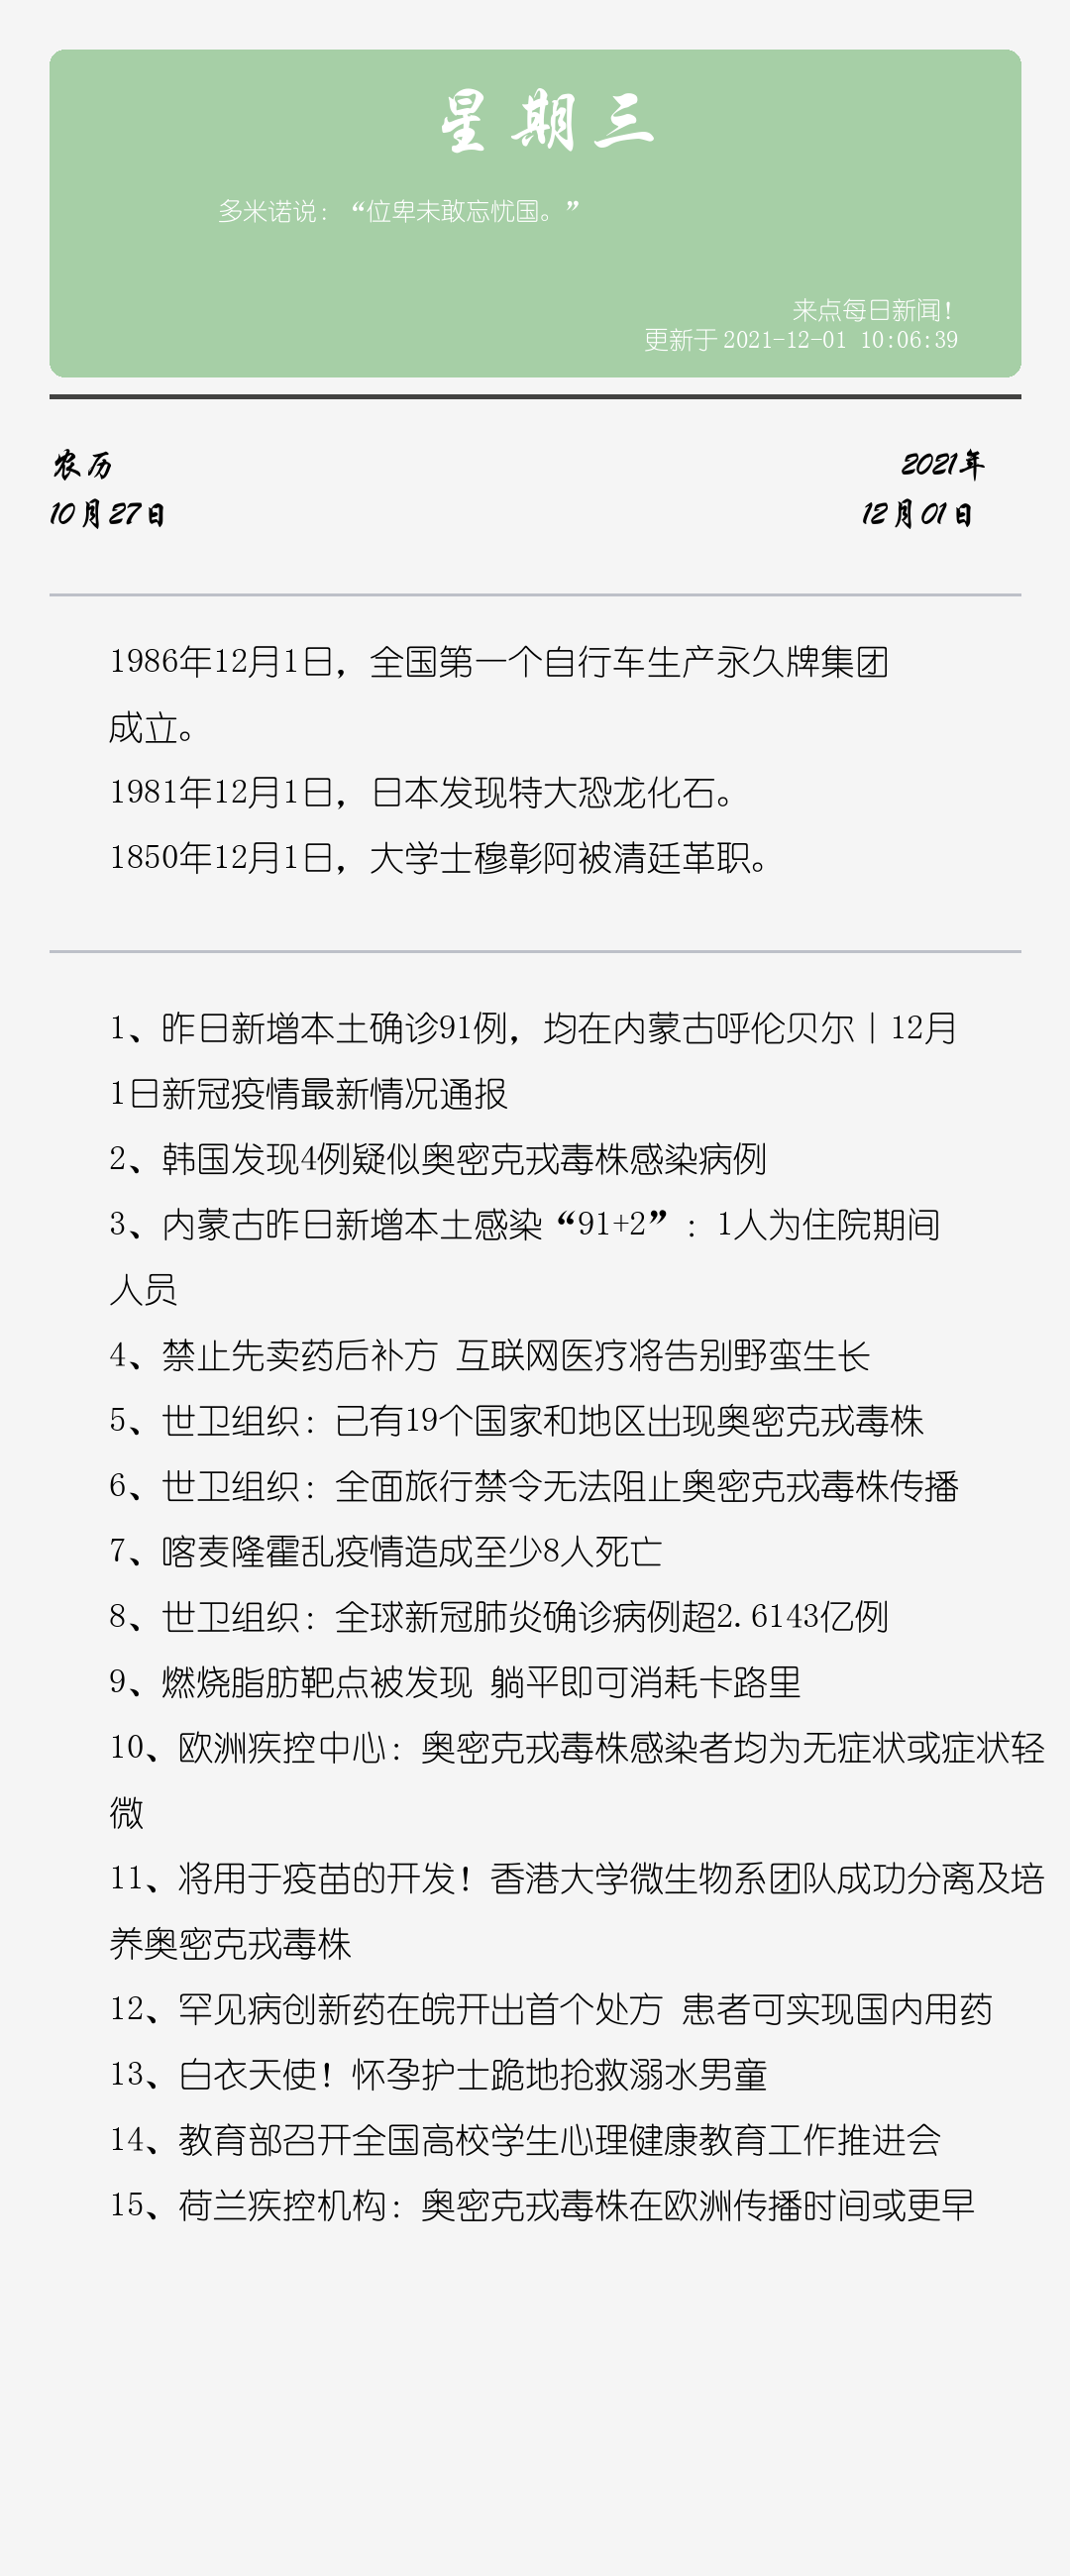 星期三
多米诺说：“位卑未敢忘忧国。”
来点每日新闻！
更新于 2021-12-01 10:06:39
农历
2021年
10月27日
12月01日
1986年12月1日，全国第一个自行车生产永久牌集团
成立。
1981年12月1日，日本发现特大恐龙化石。
1850年12月1日，大学士穆彰阿被清廷革职。
1、昨日新增本土确诊91例，均在内蒙古呼伦贝尔丨12月
1日新冠疫情最新情况通报
2、韩国发现4例疑似奥密克戎毒株感染病例
3、内蒙古昨日新增本土感染“91+2”：1人为住院期间
人员
4、禁止先卖药后补方 互联网医疗将告别野蛮生长
5、世卫组织：已有19个国家和地区出现奥密克戎毒株
6、世卫组织：全面旅行禁令无法阻止奥密克戎毒株传播
7、喀麦隆霍乱疫情造成至少8人死亡
8、世卫组织：全球新冠肺炎确诊病例超2.6143亿例
9、燃烧脂肪靶点被发现 躺平即可消耗卡路里
10、欧洲疾控中心：奥密克戎毒株感染者均为无症状或症状轻
微
11、将用于疫苗的开发！香港大学微生物系团队成功分离及培
养奥密克戎毒株
12、罕见病创新药在皖开出首个处方 患者可实现国内用药
13、白衣天使！怀孕护士跪地抢救溺水男童
14、教育部召开全国高校学生心理健康教育工作推进会
15、荷兰疾控机构：奥密克戎毒株在欧洲传播时间或更早